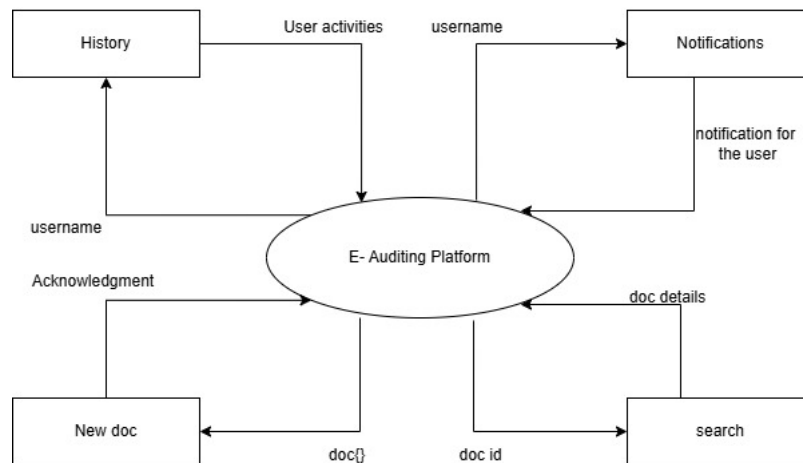 User activities
username
History
Notifications
notification for
the user
username
E- Auditing Platform
Acknowledgment
doc details
New doc
search
doc{}
doc id